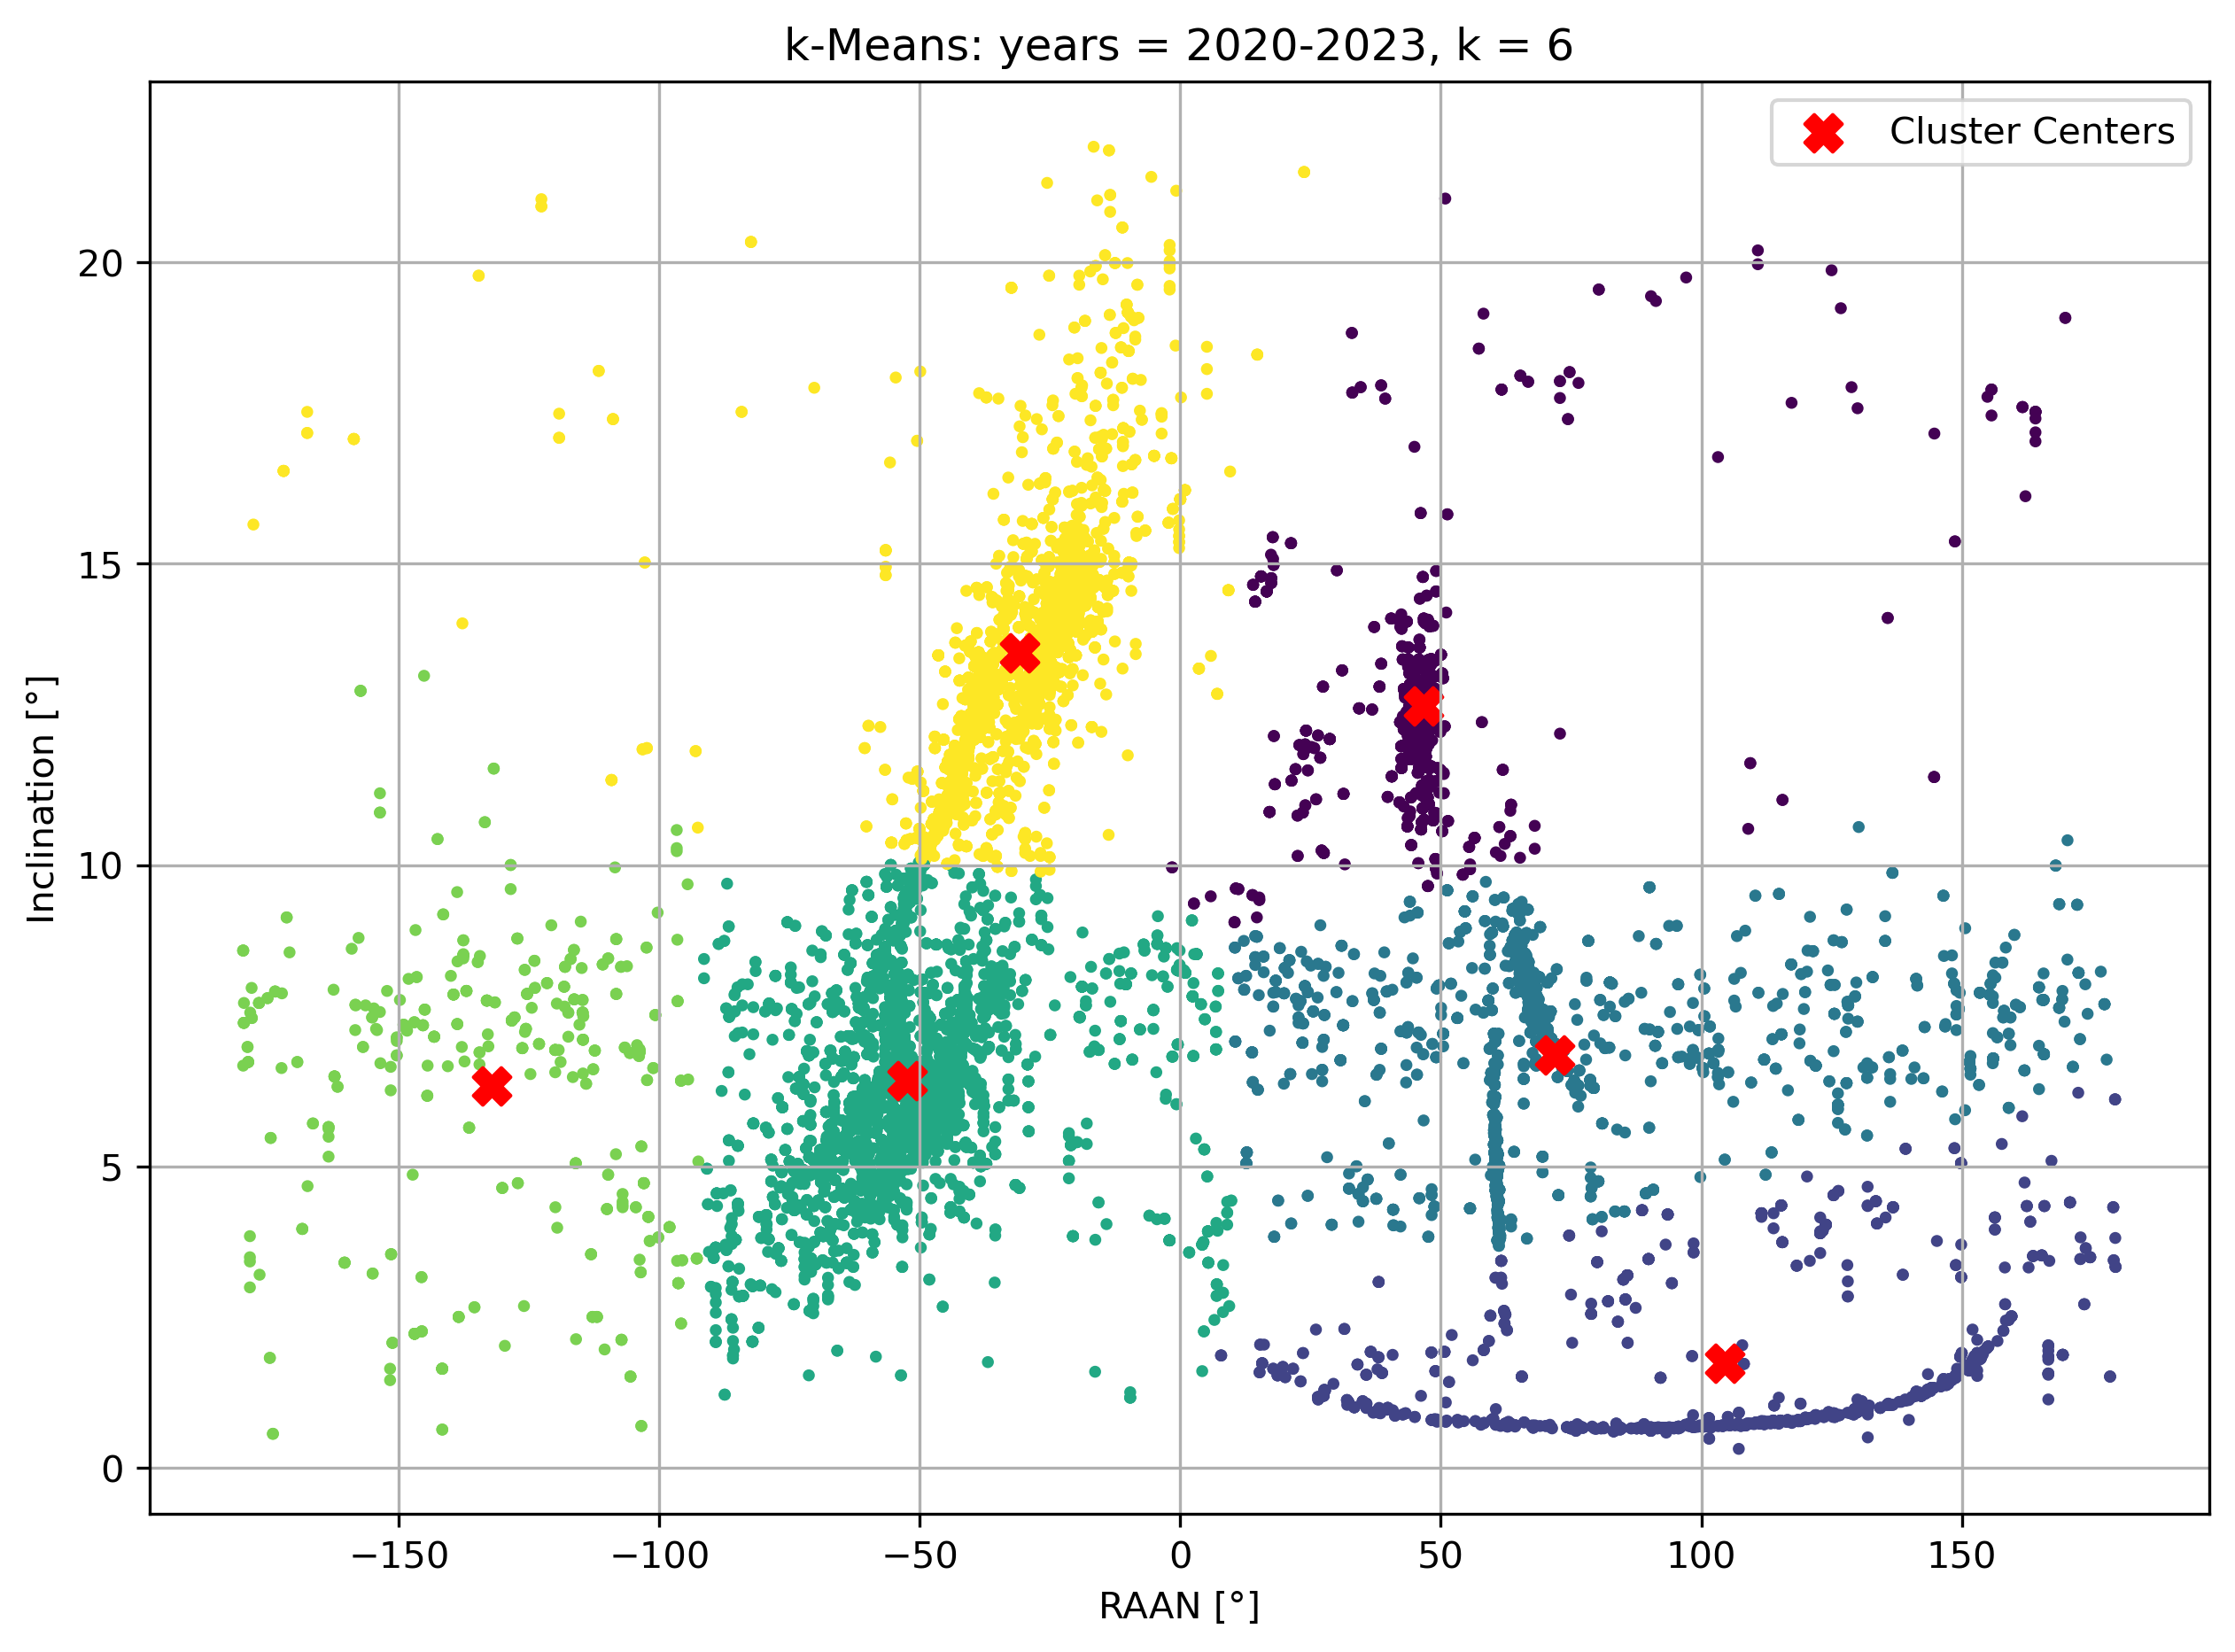 k-Means: years = 2020-2023, k = 6
Cluster Centers
20
15
10
5
0
Inclination [°]
−150 −100 −50 0 50 100 150
RAAN [°]